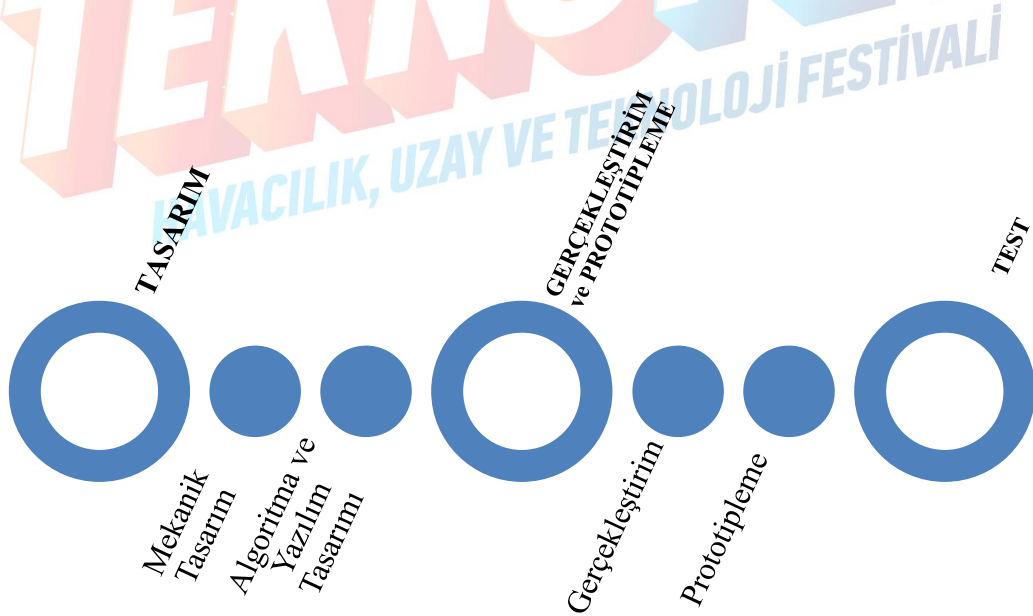 TEKNOFEST
HAVACILIK, UZAY VE TEKNOLOJİ FESTİVALİ
TASARIM
GERÇEKLEŞTİRİM
ve PROTOTİPLEME
TEST
Mekanik
Tasarım
Algoritma ve
Yazılım
Tasarımı
Gerçekleştirim
Prototipleme